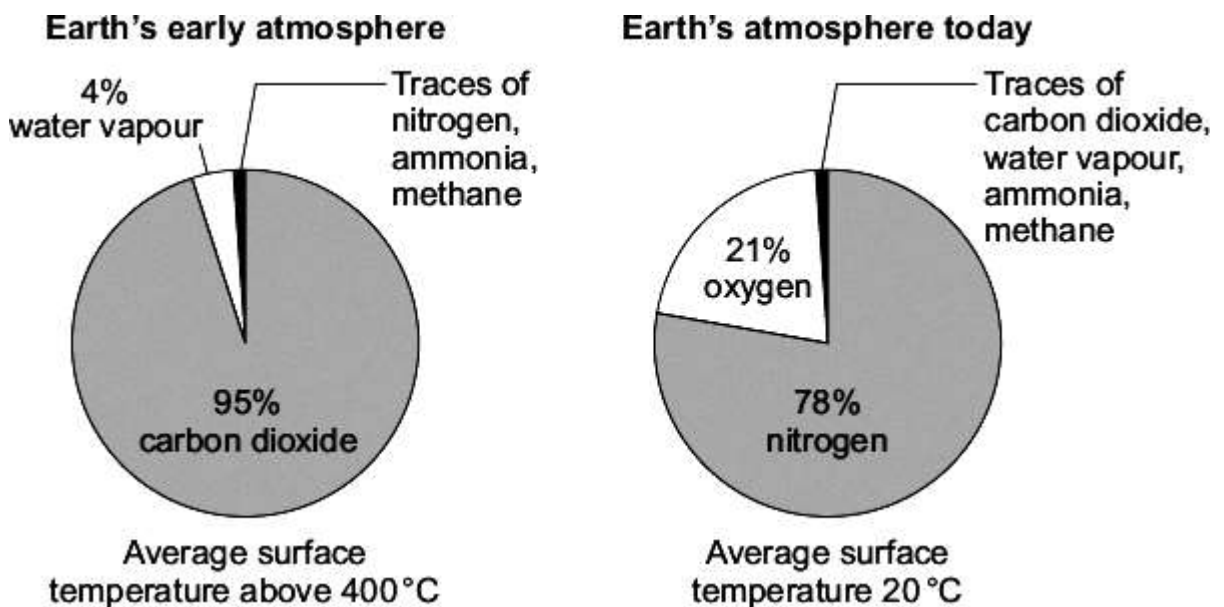 Earth's early atmosphere
4%
water vapour
Traces of
nitrogen,
ammonia,
methane
95%
carbon dioxide
Average surface
temperature above 400°C
Earth's atmosphere today
Traces of
carbon dioxide,
water vapour,
ammonia,
methane
21%
oxygen
78%
nitrogen
Average surface
temperature 20°C